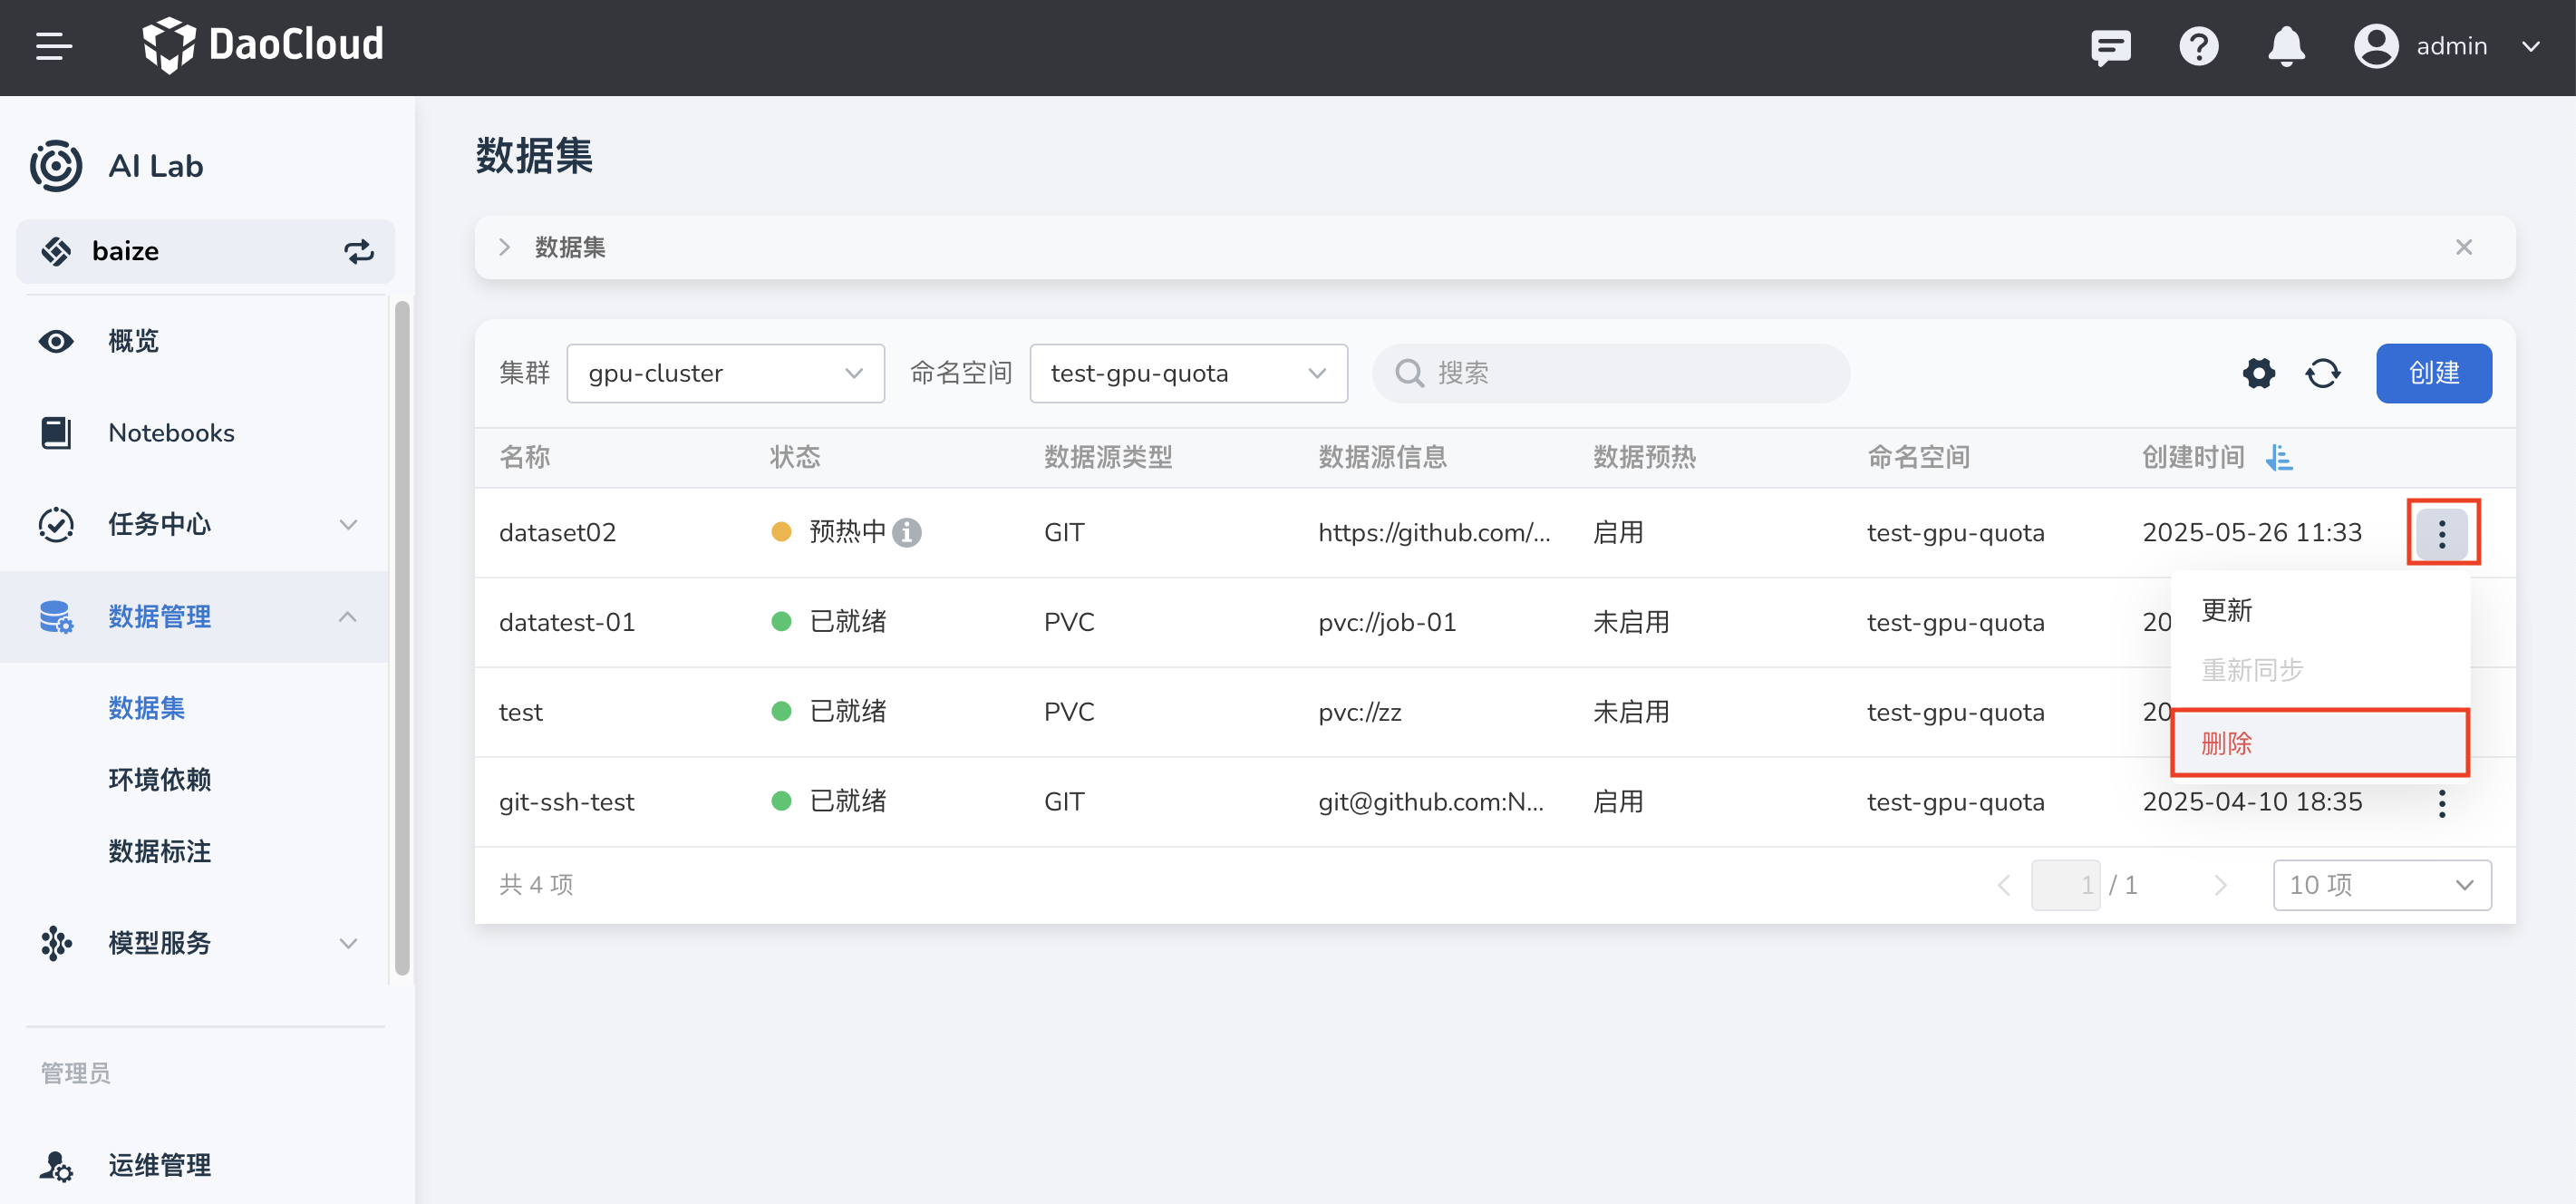 DaoCloud
admin
AI Lab
baize
概览
Notebooks
任务中心
数据管理
数据集
环境依赖
数据标注
模型服务
管理员
运维管理
数据集
数据集
集群 gpu-cluster 命名空间 test-gpu-quota 搜索 创建
名称 状态 数据源类型 数据源信息 数据预热 命名空间 创建时间
dataset02 预热中 GIT https://github.com/... 启用 test-gpu-quota 2025-05-26 11:33
datatest-01 已就绪 PVC pvc://job-01 未启用 test-gpu-quota 20
test 已就绪 PVC pvc://zz 未启用 test-gpu-quota 20
git-ssh-test 已就绪 GIT git@github.com:N... 启用 test-gpu-quota 2025-04-10 18:35
更新
重新同步
删除
共 4 项 1 / 1 10 项